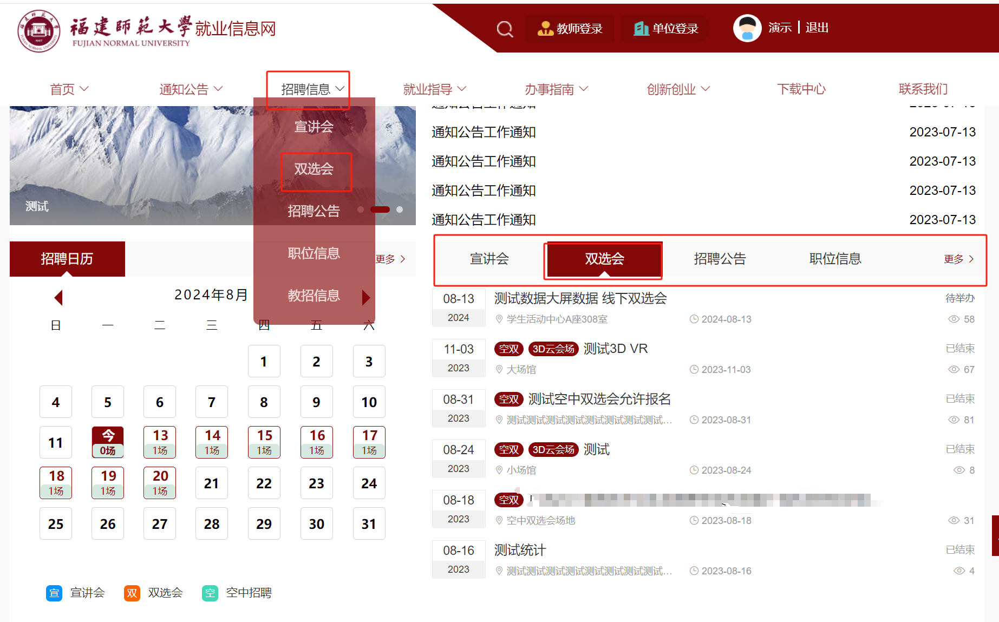 福建師範大學就业信息网
FUJIAN NORMAL UNIVERSITY
教师登录
单位登录
演示 | 退出
首页
通知公告
招聘信息
就业指导
办事指南
创新创业
下载中心
联系我们
宣讲会
双选会
招聘公告
职位信息
教招信息
测试
通知公告工作通知 2023-07-13
通知公告工作通知 2023-07-13
通知公告工作通知 2023-07-13
通知公告工作通知 2023-07-13
通知公告工作通知 2023-07-13
招聘日历
更多
2024年8月
日 一 二 三 四 五 六
1 2 3
4 5 6 7 8 9 10
11 今 13 14 15 16 17
0场 1场 1场 1场 1场 1场
18 19 20 21 22 23 24
1场 1场 1场
25 26 27 28 29 30 31
宣 宣讲会 双 双选会 空 空中招聘
宣讲会 双选会 招聘公告 职位信息 更多
08-13 测试数据大屏数据 线下双选会 待举办
2024 学生活动中心A座308室 2024-08-13 58
11-03 空双 3D云会场 测试3D VR 已结束
2023 大场馆 2023-11-03 67
08-31 空双 测试空中双选会允许报名 已结束
2023 测试测试测试测试测试测试测试测试... 2023-08-31 81
08-24 空双 3D云会场 测试 已结束
2023 小场馆 2023-08-24 8
08-18 空双
2023 空中双选会场地 2023-08-18 31
08-16 测试统计 已结束
2023 测试测试测试测试测试测试测试测试... 2023-08-16 4